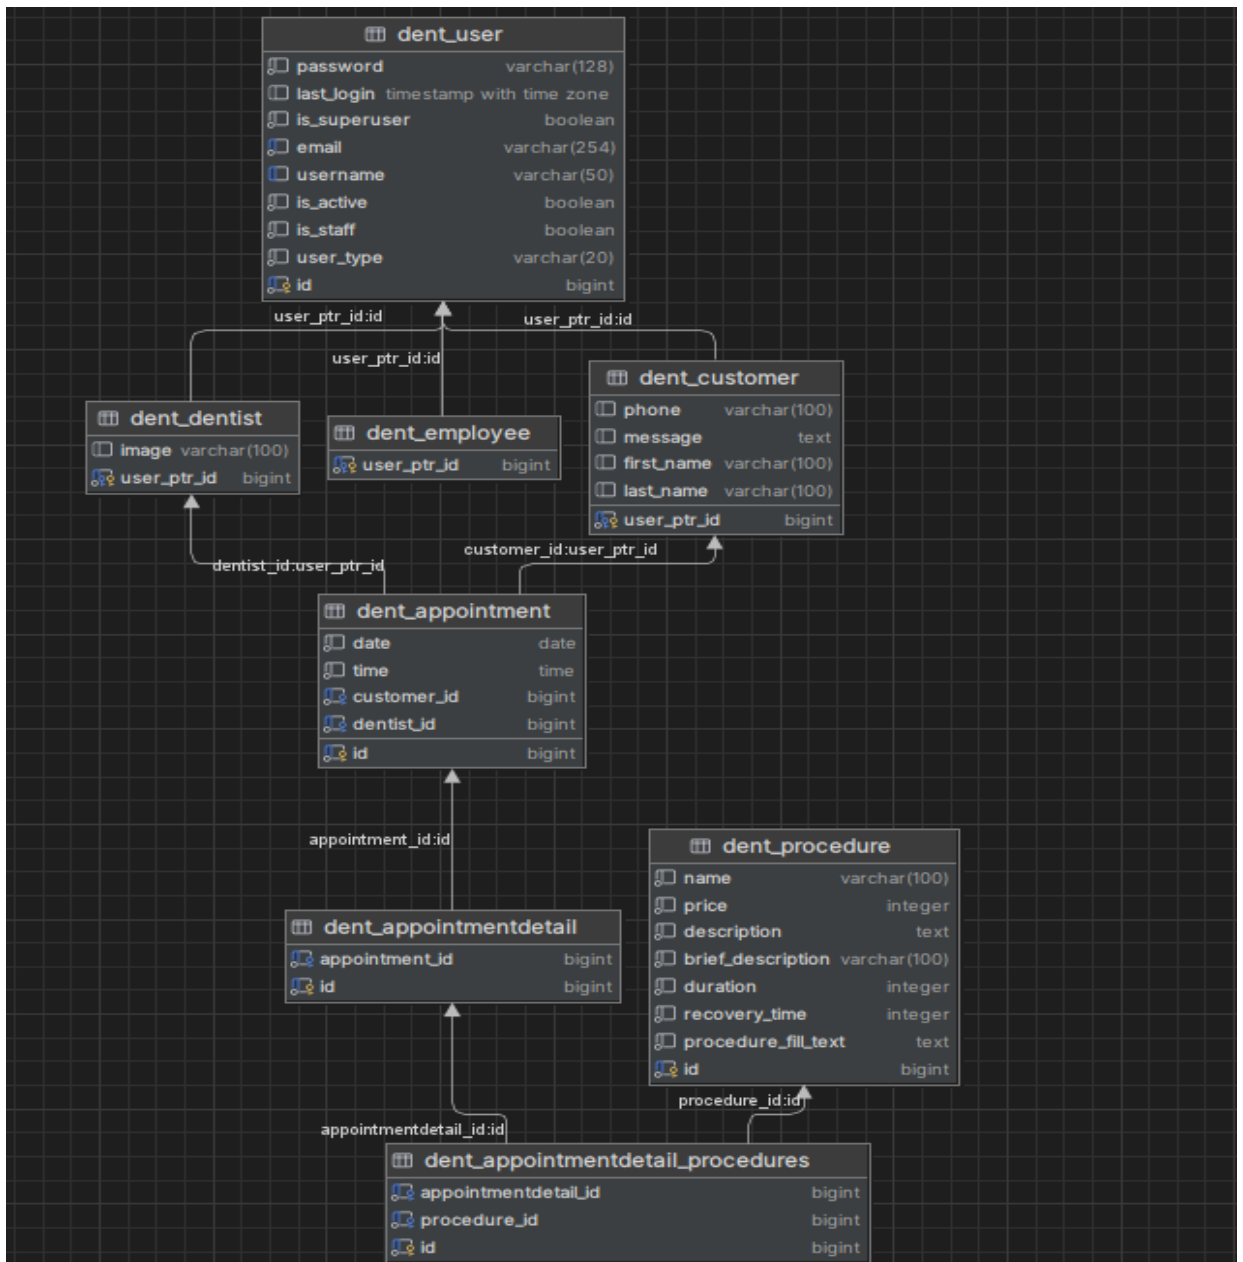 dent_user
password varchar(128)
last_login timestamp with time zone
is_superuser boolean
email varchar(254)
username varchar(50)
is_active boolean
is_staff boolean
user_type varchar(20)
id bigint
user_ptr_id:id
user_ptr_id:id
user_ptr_id:id
dent_dentist
image varchar(100)
user_ptr_id bigint
dent_employee
user_ptr_id bigint
dent_customer
phone varchar(100)
message text
first_name varchar(100)
last_name varchar(100)
user_ptr_id bigint
dentist_id:user_ptr_id
customer_id:user_ptr_id
dent_appointment
date date
time time
customer_id bigint
dentist_id bigint
id bigint
appointment_id:id
dent_appointmentdetail
appointment_id bigint
id bigint
dent_procedure
name varchar(100)
price integer
description text
brief_description varchar(100)
duration integer
recovery_time integer
procedure_fill_text text
id bigint
appointmentdetail_id:id
procedure_id:id
dent_appointmentdetail_procedures
appointmentdetail_id bigint
procedure_id bigint
id bigint